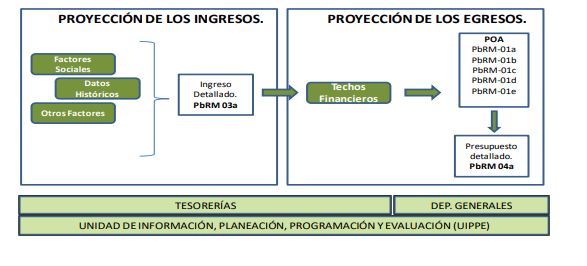 PROYECCIÓN DE LOS INGRESOS.
Factores
Sociales
Datos
Históricos
Otros Factores
Ingreso
Detallado.
PbRM 03a
PROYECCIÓN DE LOS EGRESOS.
Techos
Financieros
POA
PbRM-01a
PbRM-01b
PbRM-01c
PbRM-01d
PbRM-01e
Presupuesto
detallado.
PbRM 04a
TESORERÍAS
DEP. GENERALES
UNIDAD DE INFORMACIÓN, PLANEACIÓN, PROGRAMACIÓN Y EVALUACIÓN (UIPPE)